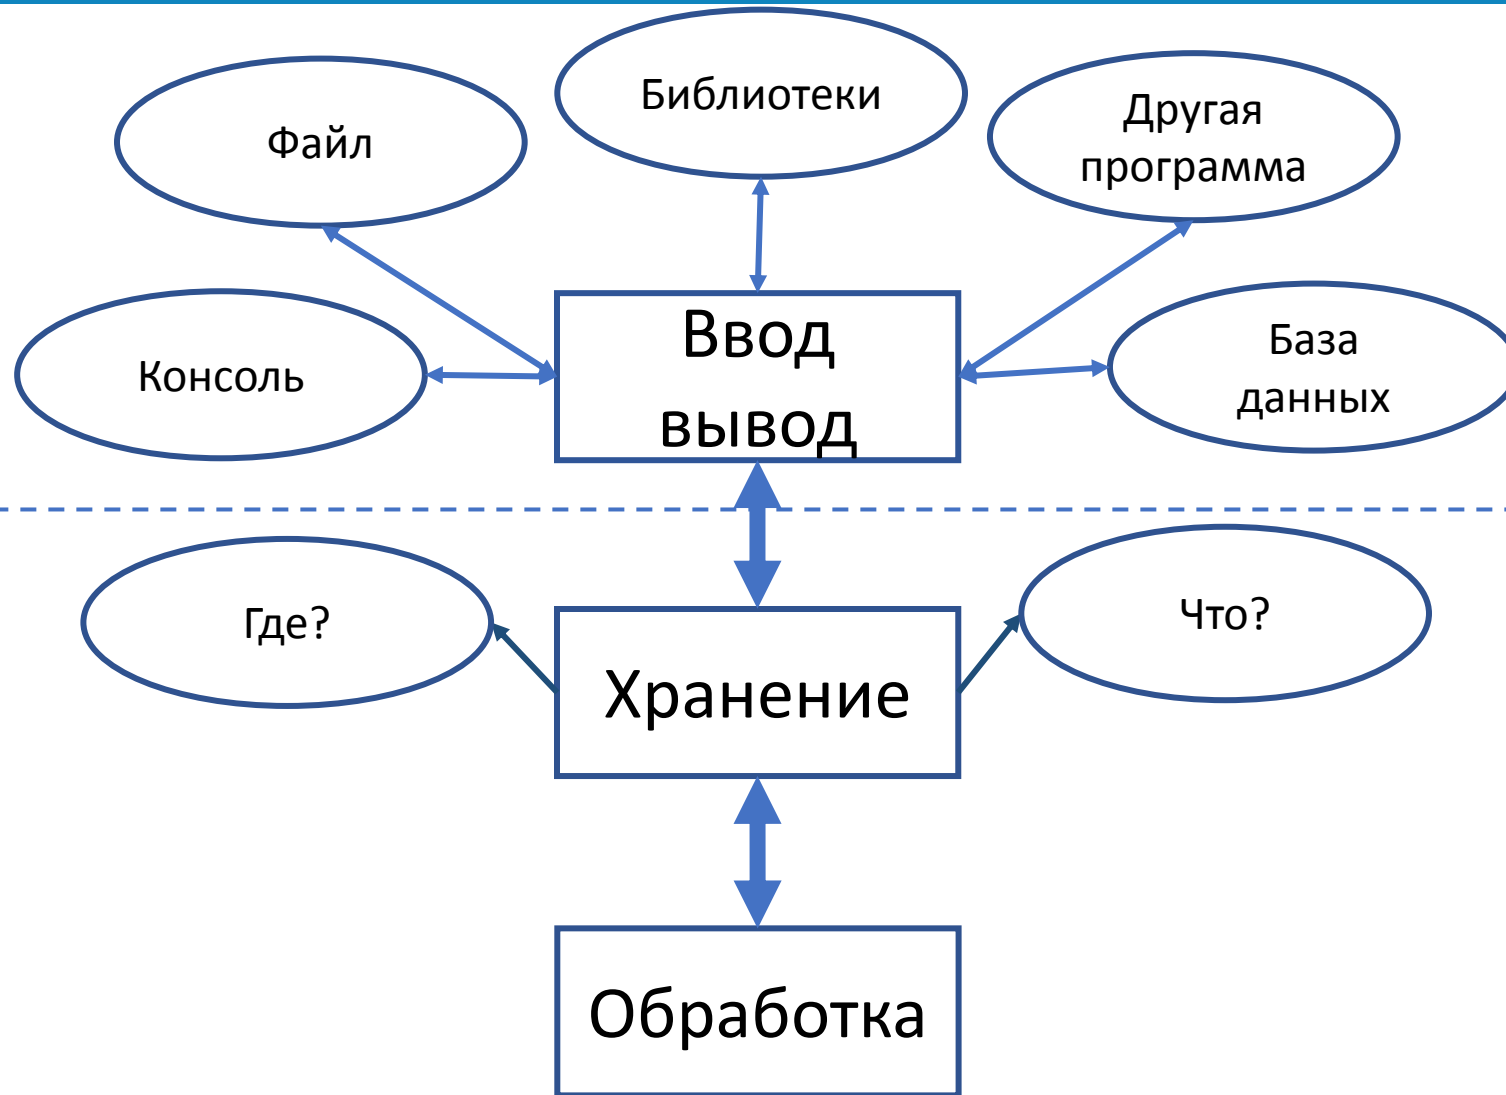 Библиотеки
Файл
Другая
программа
Консоль
Ввод
вывод
База
данных
Где?
Что?
Хранение
Обработка